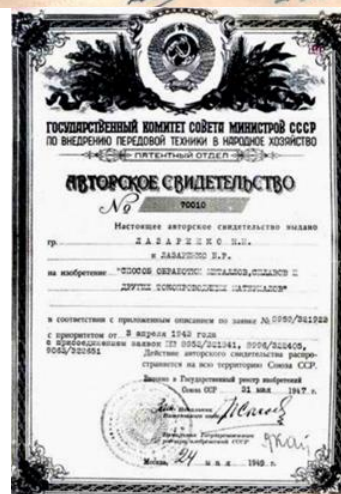 ГОСУДАРСТВЕННЫЙ КОМИТЕТ СОВЕТА МИНИСТРОВ СССР
ПО ВНЕДРЕНИЮ ПЕРЕДОВОЙ ТЕХНИКИ В НАРОДНОЕ ХОЗЯЙСТВО
ПАТЕНТНЫЙ ОТДЕЛ
АВТОРСКОЕ СВИДЕТЕЛЬСТВО
№ 70010
Настоящее авторское свидетельство выдано
гр. ЛАЗАРЕНКО Н.И.
и ЛАЗАРЕНКО Б.Р.
на изобретение "СПОСОБ ОБРАБОТКИ МЕТАЛЛОВ, СПЛАВОВ И
ДРУГИХ ТОКОПРОВОДЯЩИХ МАТЕРИАЛОВ"
в соответствии с приложенным описанием по заявке №
с приоритетом от 3 апреля 1943 года
с присоединением заявок
Действие авторского свидетельства распро-
страняется на всю территорию Союза ССР.
Внесено в Государственный реестр изобретений
Союза ССР 31 мая 1947 г.
Москва, 24 мая 1949 г.